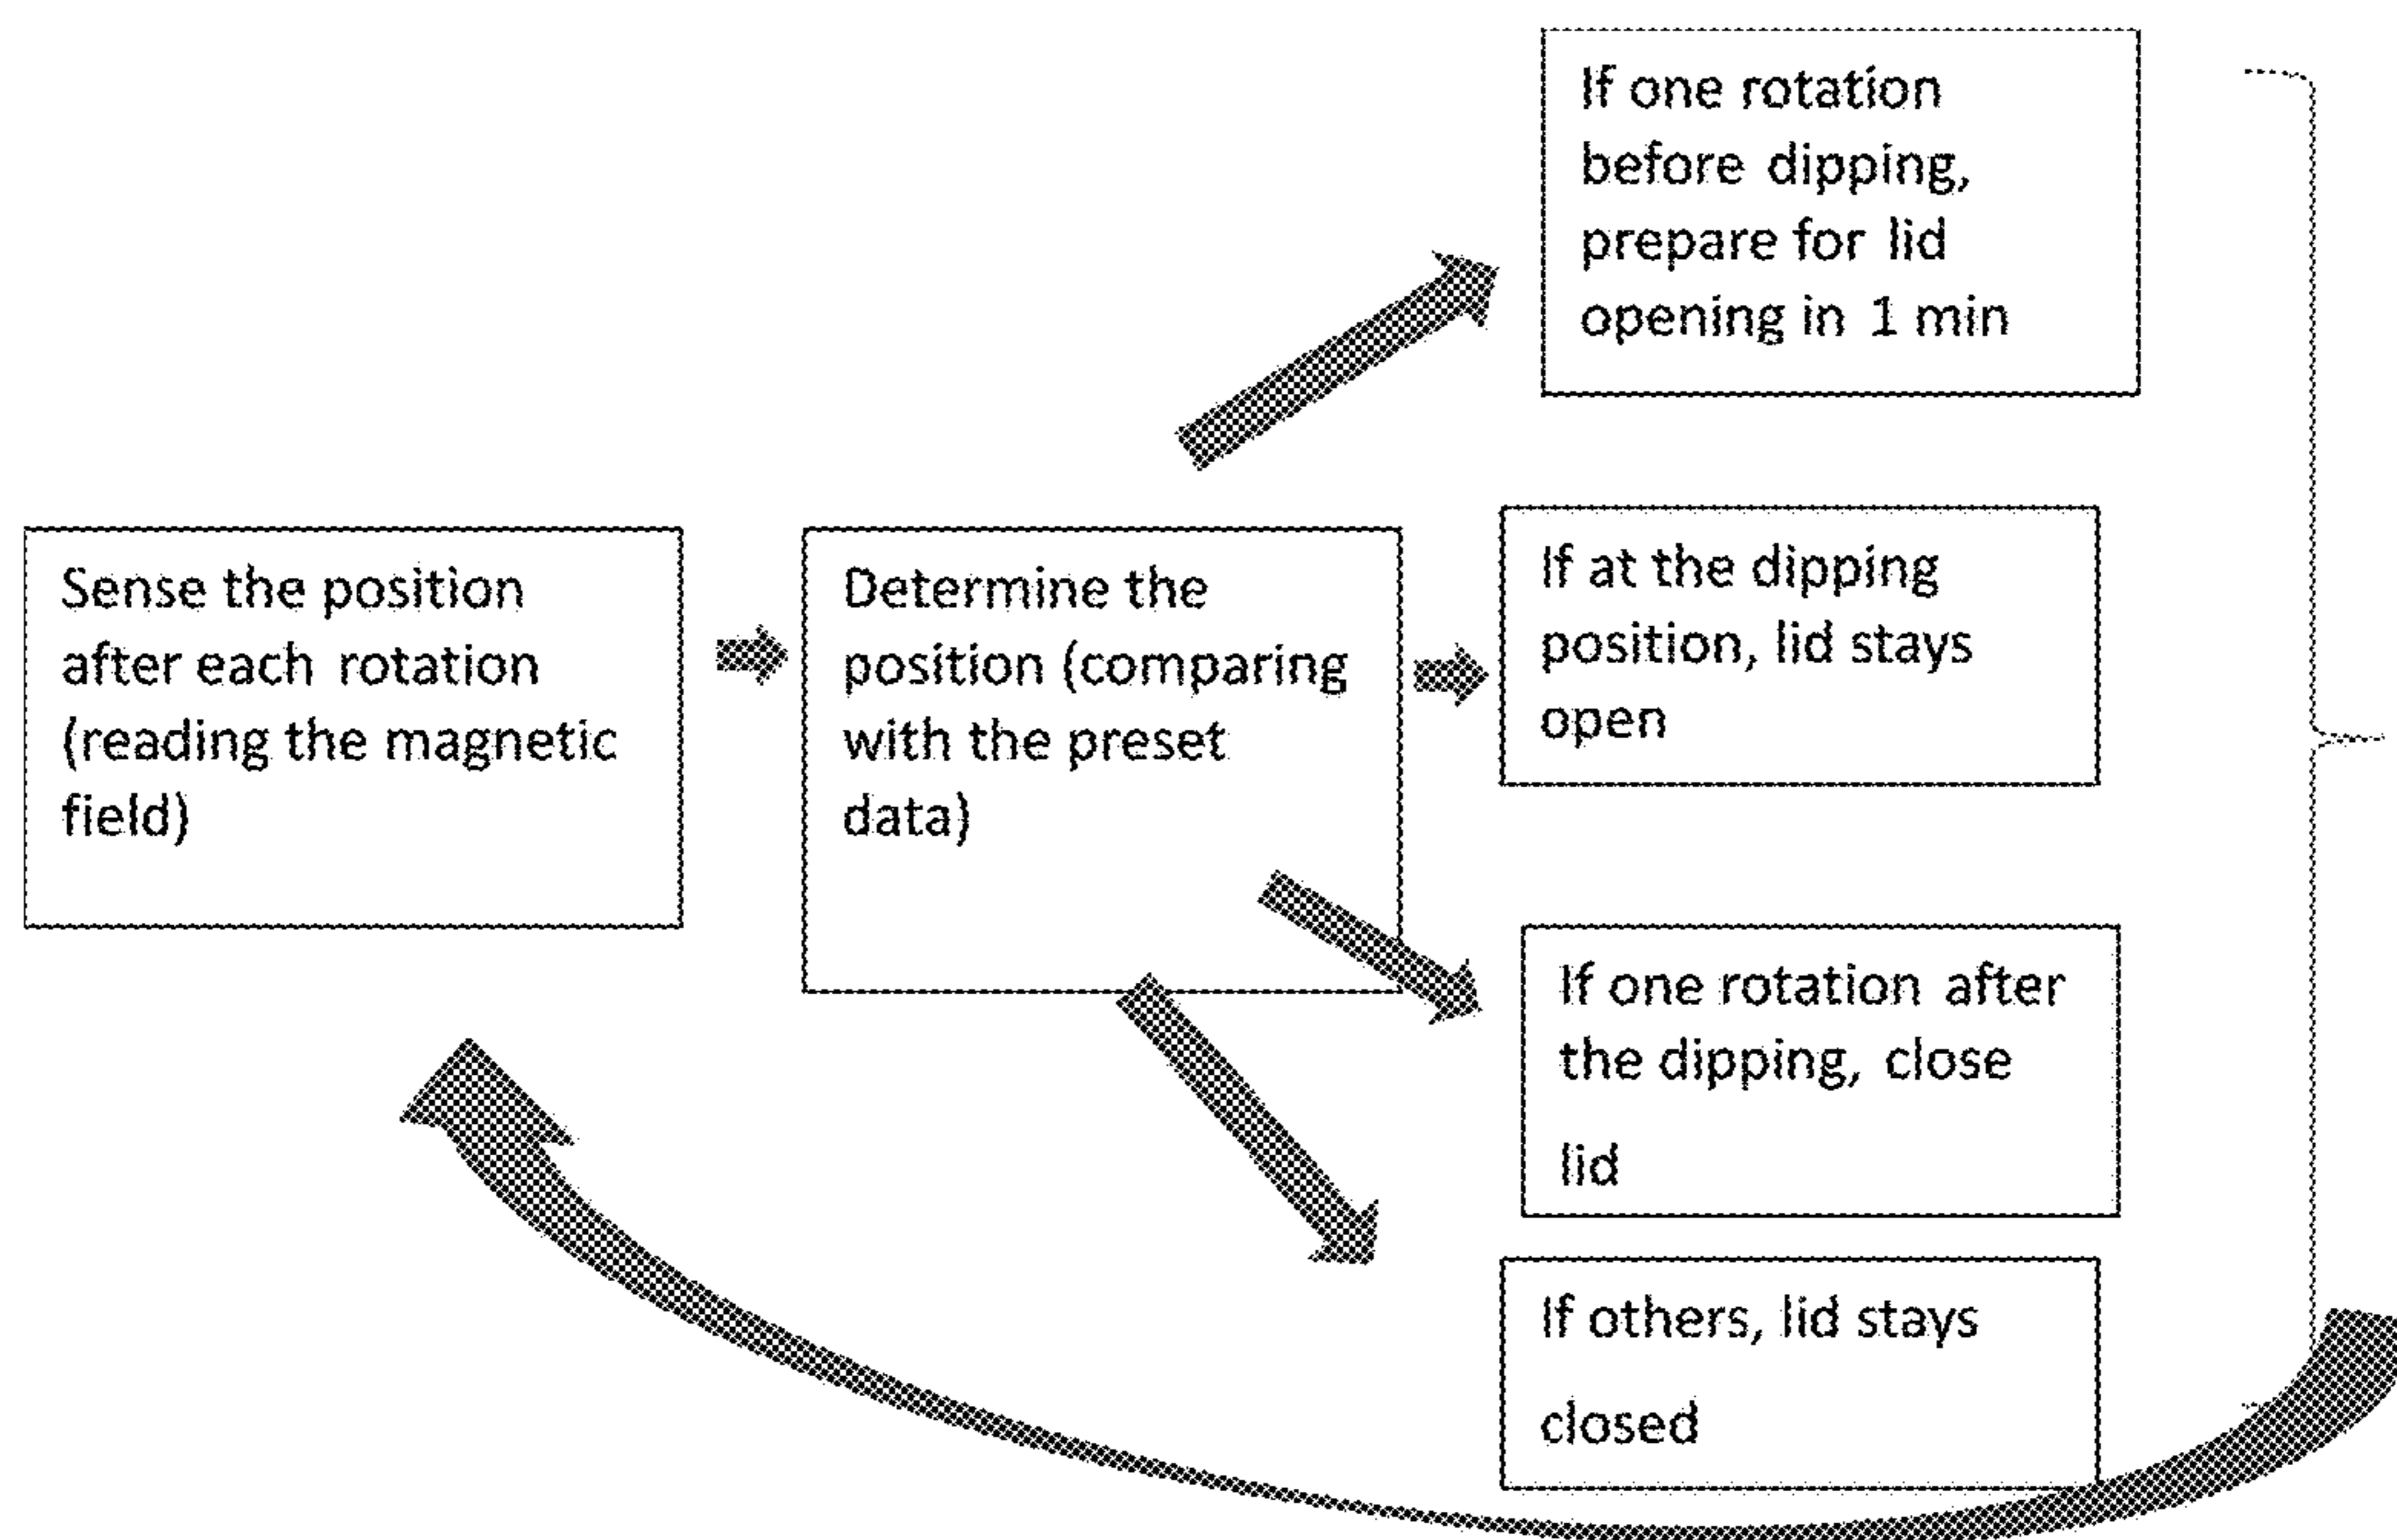 Sense the position
after each rotation
(reading the magnetic
field)
Determine the
position (comparing
with the preset
data)
If one rotation
before dipping,
prepare for lid
opening in 1 min
If at the dipping
position, lid stays
open
If one rotation after
the dipping, close
lid
If others, lid stays
closed